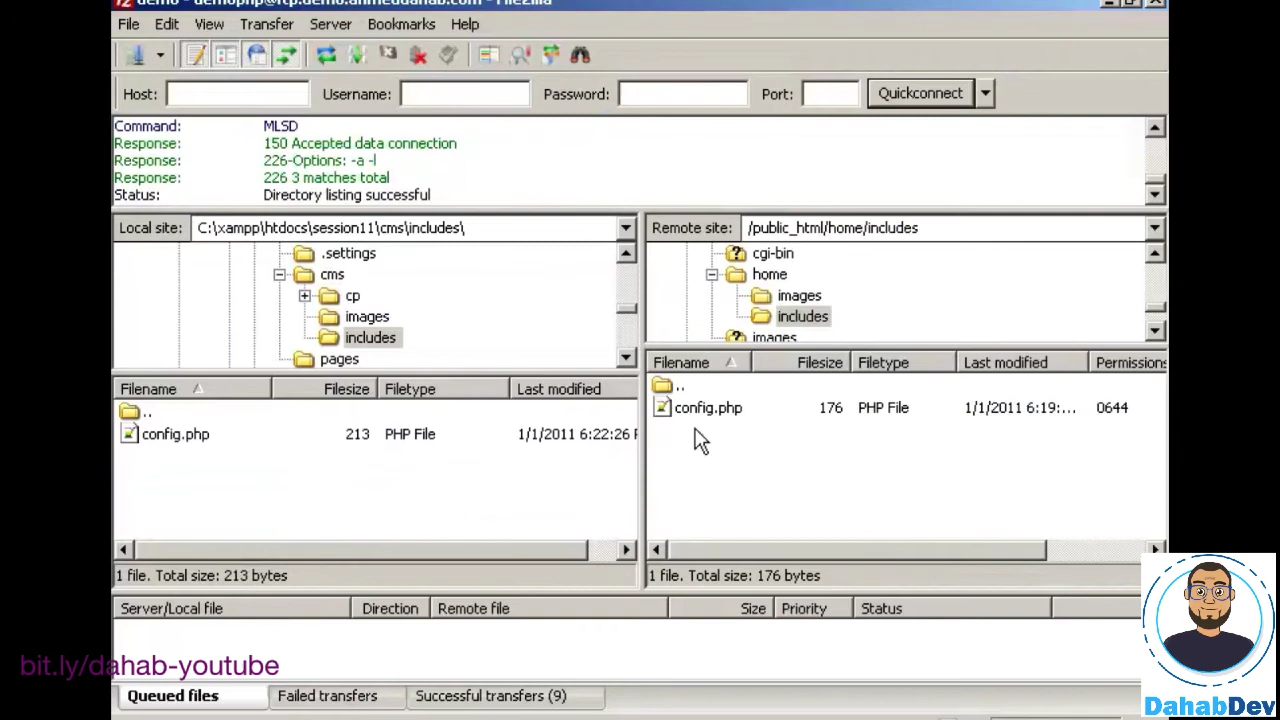 demo - demophp@ftp.demo.ahmeddahab.com - FileZilla
File Edit View Transfer Server Bookmarks Help
Host: Username: Password: Port: Quickconnect
Command: MLSD
Response: 150 Accepted data connection
Response: 226-Options: -a -l
Response: 226 3 matches total
Status: Directory listing successful
Local site: C:\xampp\htdocs\session11\cms\includes\
Remote site: /public_html/home/includes
.settings
cms
cp
images
includes
pages
cgi-bin
home
images
includes
images
Filename Filesize Filetype Last modified
..
config.php 213 PHP File 1/1/2011 6:22:26
1 file. Total size: 213 bytes
Filename Filesize Filetype Last modified Permissions
..
config.php 176 PHP File 1/1/2011 6:19:... 0644
1 file. Total size: 176 bytes
Server/Local file Direction Remote file Size Priority Status
bit.ly/dahab-youtube
Queued files Failed transfers Successful transfers (9)
DahabDev